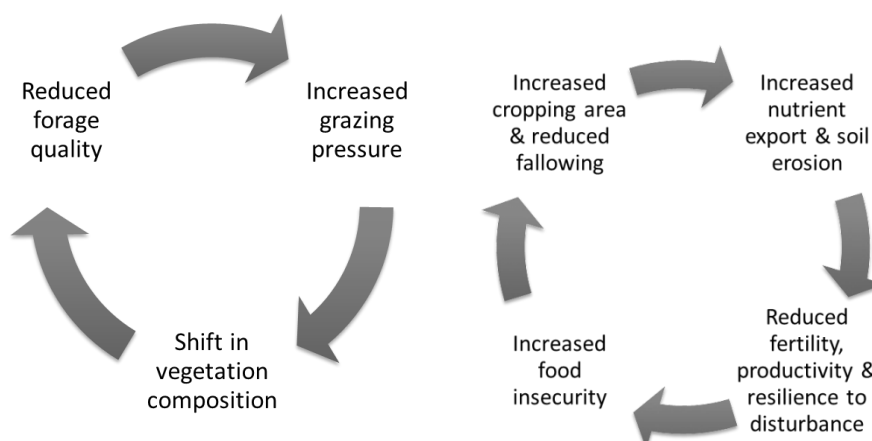 Reduced
forage
quality
Increased
grazing
pressure
Shift in
vegetation
composition
Increased
cropping area
& reduced
fallowing
Increased
nutrient
export & soil
erosion
Reduced
fertility,
productivity &
resilience to
disturbance
Increased
food
insecurity